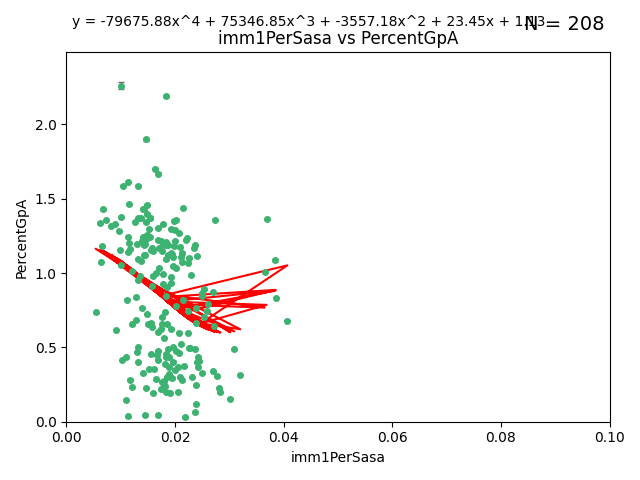 y = -79675.88x^4 + 75346.85x^3 + -3557.18x^2 + 23.45x +
N = 208
imm1PerSasa vs PercentGpA
PercentGpA
2.0
1.5
1.0
0.5
0.0
0.00 0.02 0.04 0.06 0.08 0.10
imm1PerSasa